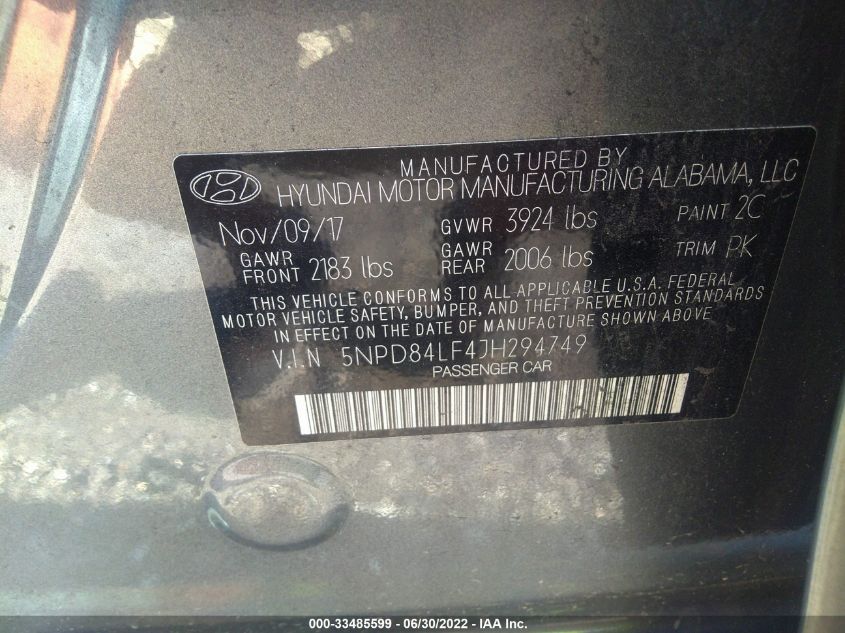 MANUFACTURED BY
HYUNDAI MOTOR MANUFACTURING ALABAMA, LLC
Nov/09/17 GVWR 3924 lbs PAINT 2C
GAWR FRONT 2183 lbs GAWR REAR 2006 lbs TRIM PK
THIS VEHICLE CONFORMS TO ALL APPLICABLE U.S.A. FEDERAL
MOTOR VEHICLE SAFETY, BUMPER, AND THEFT PREVENTION STANDARDS
IN EFFECT ON THE DATE OF MANUFACTURE SHOWN ABOVE
V.I.N 5NPD84LF4JH294749
PASSENGER CAR
000-33485599 - 06/30/2022 - IAA Inc.